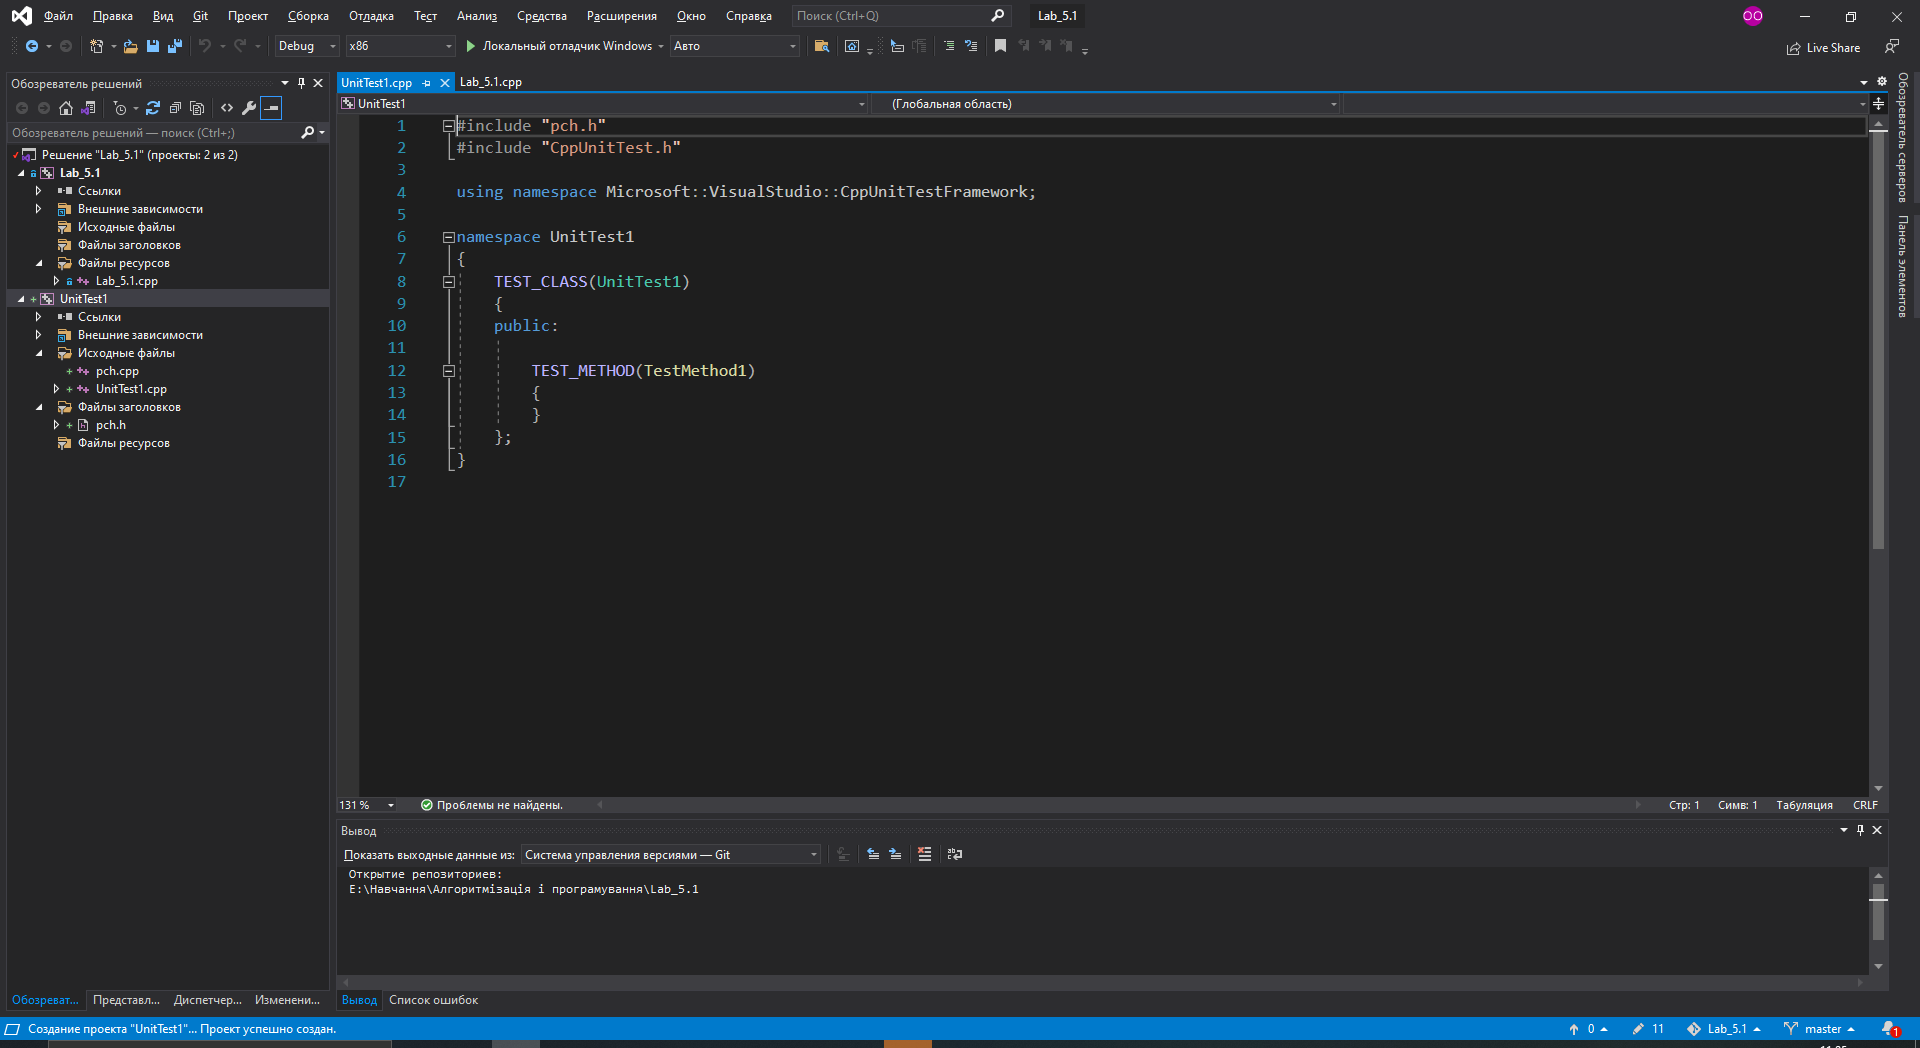 Файл Правка Вид Git Проект Сборка Отладка Тест Анализ Средства Расширения Окно Справка Поиск (Ctrl+Q) Lab_5.1 OO
Debug x86 Локальный отладчик Windows Авто Live Share
Обозреватель решений
Обозреватель решений — поиск (Ctrl+;)
Решение "Lab_5.1" (проекты: 2 из 2)
Lab_5.1
Ссылки
Внешние зависимости
Исходные файлы
Файлы заголовков
Файлы ресурсов
Lab_5.1.cpp
UnitTest1
Ссылки
Внешние зависимости
Исходные файлы
pch.cpp
UnitTest1.cpp
Файлы заголовков
pch.h
Файлы ресурсов
Обозреват... Представл... Диспетчер... Изменени...
UnitTest1.cpp Lab_5.1.cpp
UnitTest1 (Глобальная область)
1 #include "pch.h"
2 #include "CppUnitTest.h"
3
4 using namespace Microsoft::VisualStudio::CppUnitTestFramework;
5
6 namespace UnitTest1
7 {
8 TEST_CLASS(UnitTest1)
9 {
10 public:
11
12 TEST_METHOD(TestMethod1)
13 {
14 }
15 };
16 }
17
131 % Проблемы не найдены. Стр: 1 Симв: 1 Табуляция CRLF
Вывод
Показать выходные данные из: Система управления версиями — Git
Открытие репозиториев:
E:\Навчання\Алгоритмізація і програмування\Lab_5.1
Вывод Список ошибок
Обозреватель серверов
Панель элементов
Создание проекта "UnitTest1"... Проект успешно создан. 0 11 Lab_5.1 master 1